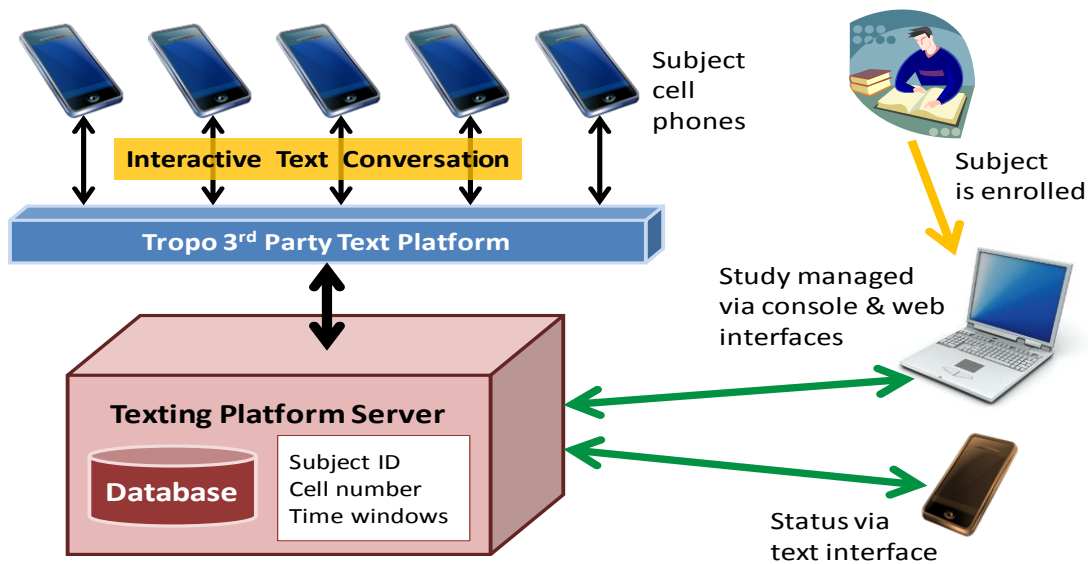 Subject
cell
phones
Interactive Text Conversation
Subject
is enrolled
Tropo 3rd Party Text Platform
Study managed
via console & web
interfaces
Texting Platform Server
Database
Subject ID
Cell number
Time windows
Status via
text interface